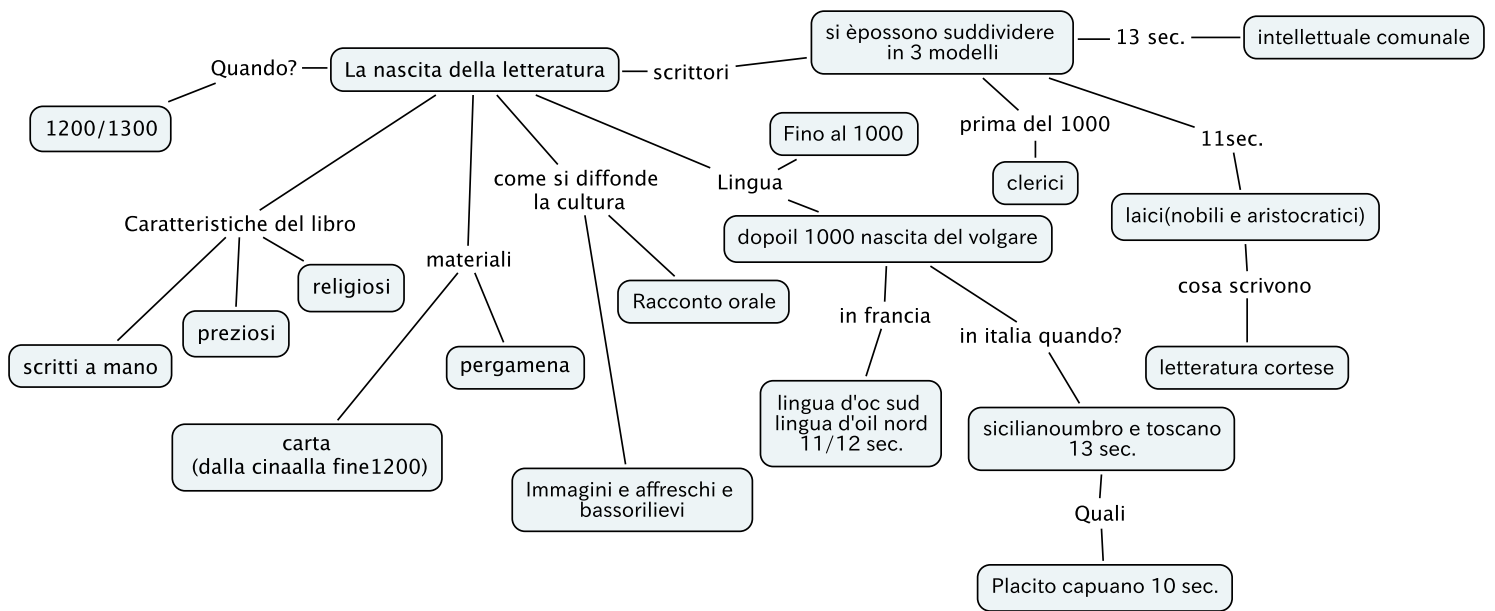 si èpossono suddividere
in 3 modelli
13 sec.
intellettuale comunale
Quando?
La nascita della letteratura
scrittori
1200/1300
Fino al 1000
prima del 1000
11sec.
clerici
come si diffonde
la cultura
Lingua
laici(nobili e aristocratici)
Caratteristiche del libro
dopoil 1000 nascita del volgare
materiali
religiosi
Racconto orale
cosa scrivono
preziosi
in francia
in italia quando?
scritti a mano
pergamena
letteratura cortese
lingua d'oc sud
lingua d'oil nord
11/12 sec.
sicilianoumbro e toscano
13 sec.
carta
(dalla cinaalla fine1200)
Immagini e affreschi e
bassorilievi
Quali
Placito capuano 10 sec.